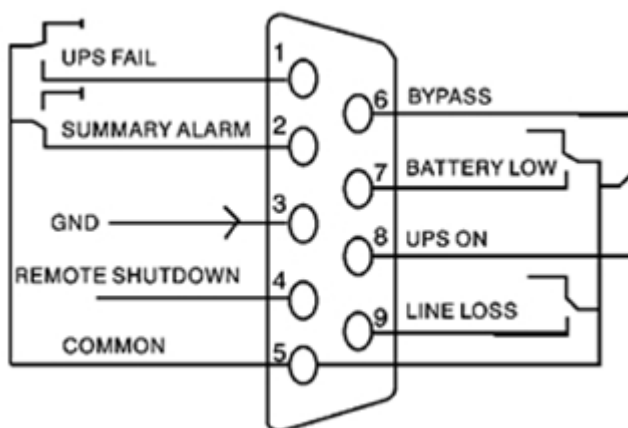 1
UPS FAIL
6
BYPASS
2
SUMMARY ALARM
7
BATTERY LOW
3
GND
8
UPS ON
4
REMOTE SHUTDOWN
9
LINE LOSS
5
COMMON